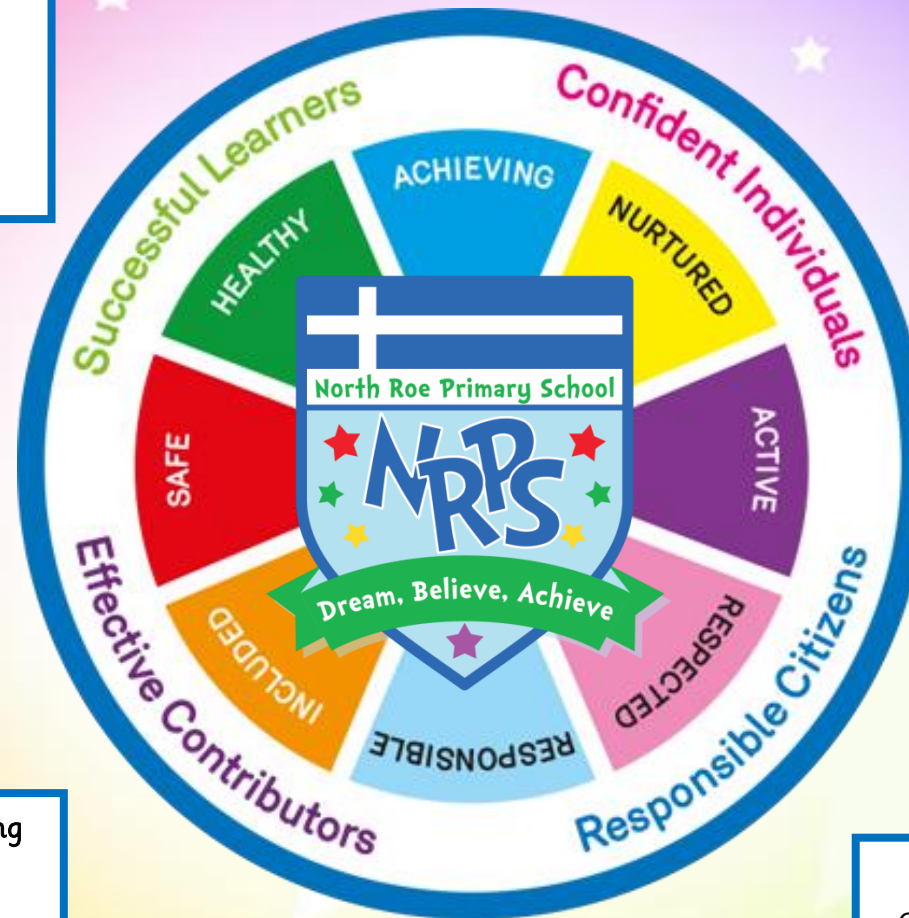 Successful Learners
Confident Individuals
ACHIEVING
HEALTHY
NURTURED
North Roe Primary School
NRPS
SAFE
ACTIVE
Dream, Believe, Achieve
INCLUDED
RESPECTED
RESPONSIBLE
Effective Contributors
Responsible Citizens